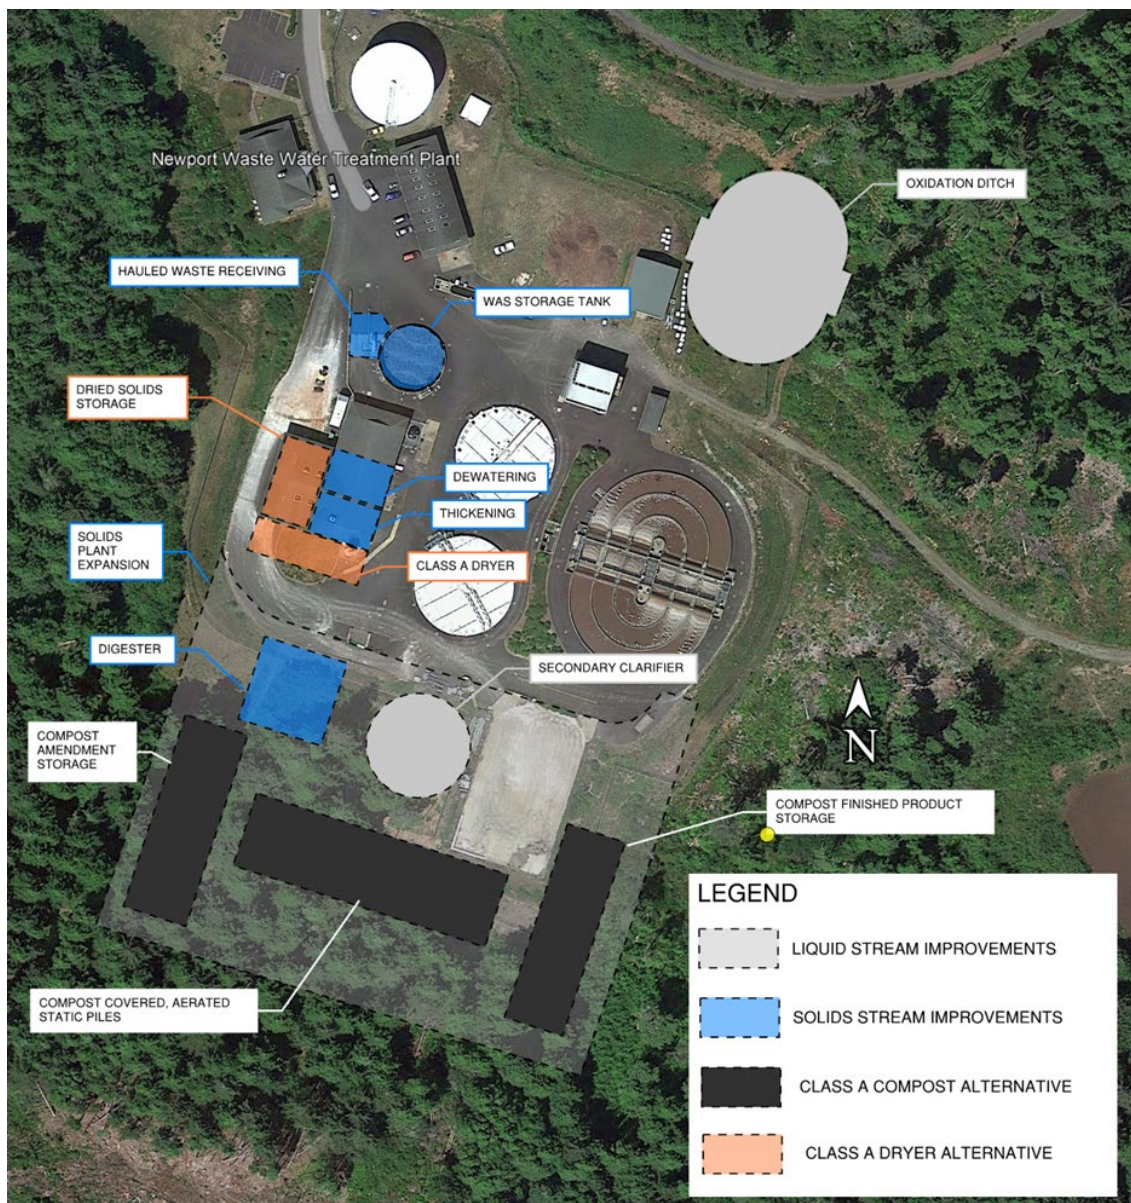 Newport Waste Water Treatment Plant
OXIDATION DITCH
HAULED WASTE RECEIVING
WAS STORAGE TANK
DRIED SOLIDS
STORAGE
DEWATERING
THICKENING
SOLIDS
PLANT
EXPANSION
CLASS A DRYER
DIGESTER
SECONDARY CLARIFIER
COMPOST
AMENDMENT
STORAGE
N
COMPOST FINISHED PRODUCT
STORAGE
COMPOST COVERED, AERATED
STATIC PILES
LEGEND
LIQUID STREAM IMPROVEMENTS
SOLIDS STREAM IMPROVEMENTS
CLASS A COMPOST ALTERNATIVE
CLASS A DRYER ALTERNATIVE